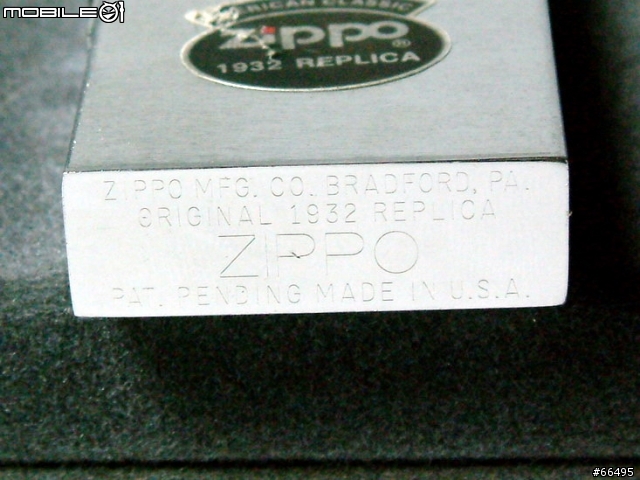 MOBILE01
AMERICAN CLASSIC
Zippo®
1932 REPLICA
ZIPPO MFG. CO. BRADFORD, PA.
ORIGINAL 1932 REPLICA
ZIPPO
PAT. PENDING MADE IN U.S.A.
#66495